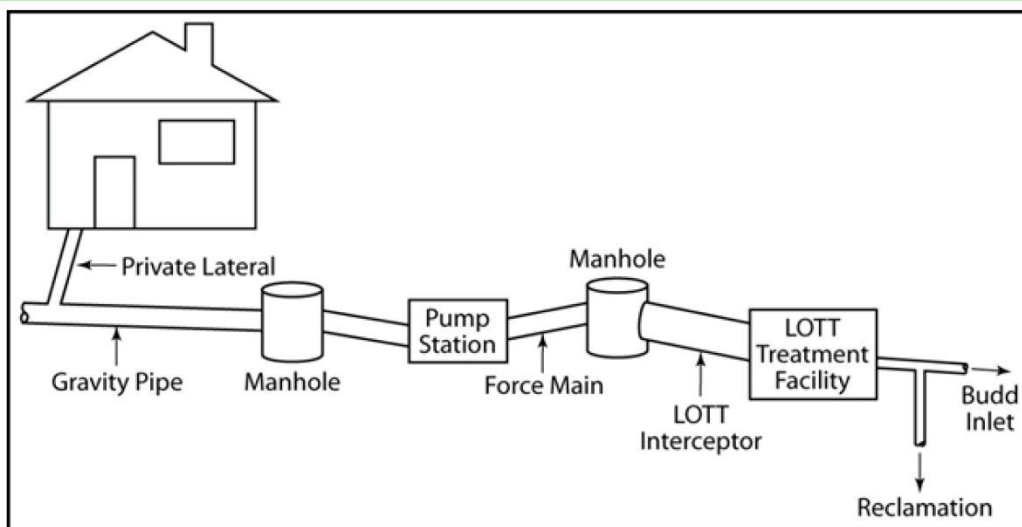 Private Lateral
Gravity Pipe
Manhole
Pump
Station
Force Main
Manhole
LOTT
Interceptor
LOTT
Treatment
Facility
Budd
Inlet
Reclamation